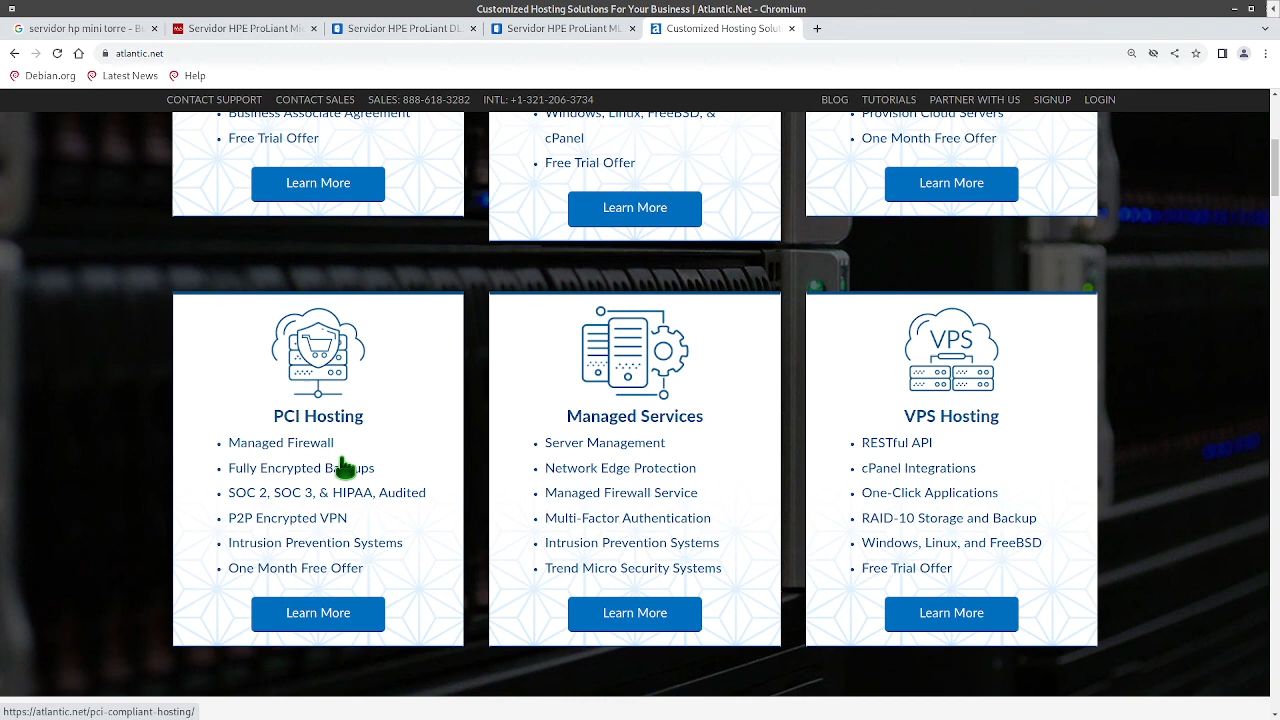 Customized Hosting Solutions For Your Business | Atlantic.Net - Chromium
servidor hp mini torre - Bu
Servidor HPE ProLiant Mic
Servidor HPE ProLiant DL
Servidor HPE ProLiant ML
Customized Hosting Solut
atlantic.net
Debian.org
Latest News
Help
CONTACT SUPPORT
CONTACT SALES
SALES: 888-618-3282
INTL: +1-321-206-3734
BLOG
TUTORIALS
PARTNER WITH US
SIGNUP
LOGIN
Business Associate Agreement
Free Trial Offer
Learn More
Windows, Linux, FreeBSD, &
cPanel
Free Trial Offer
Learn More
Provision Cloud Servers
One Month Free Offer
Learn More
PCI Hosting
Managed Firewall
Fully Encrypted Backups
SOC 2, SOC 3, & HIPAA, Audited
P2P Encrypted VPN
Intrusion Prevention Systems
One Month Free Offer
Learn More
Managed Services
Server Management
Network Edge Protection
Managed Firewall Service
Multi-Factor Authentication
Intrusion Prevention Systems
Trend Micro Security Systems
Learn More
VPS
VPS Hosting
RESTful API
cPanel Integrations
One-Click Applications
RAID-10 Storage and Backup
Windows, Linux, and FreeBSD
Free Trial Offer
Learn More
https://atlantic.net/pci-compliant-hosting/